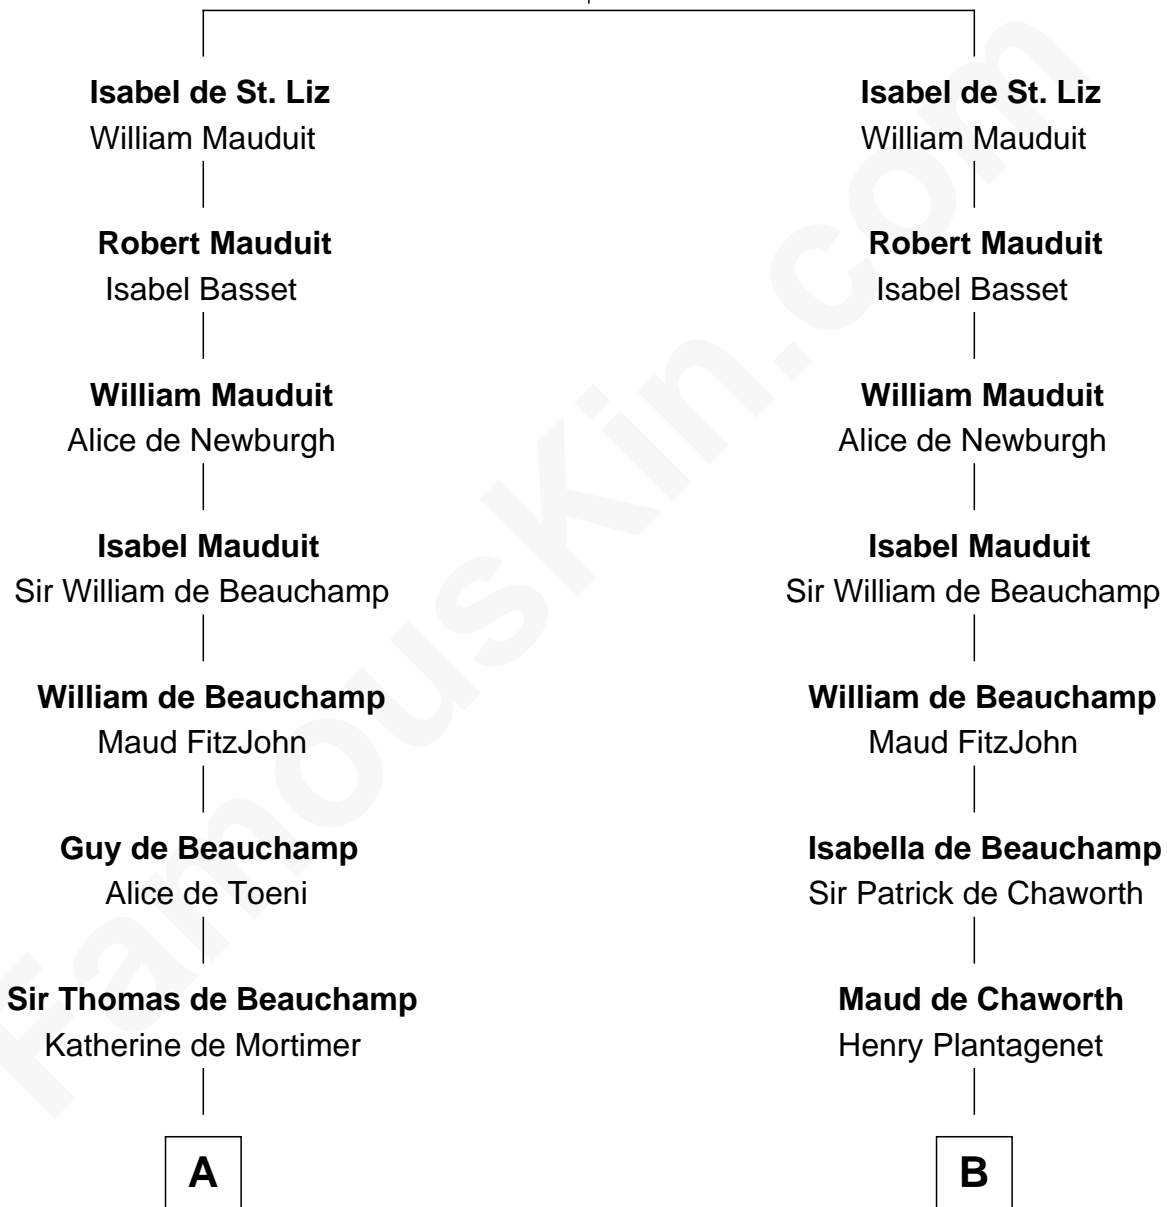 Isabel de St. Liz
William Mauduit
Robert Mauduit
Isabel Basset
William Mauduit
Alice de Newburgh
Isabel Mauduit
Sir William de Beauchamp
William de Beauchamp
Maud FitzJohn
Guy de Beauchamp
Alice de Toeni
Sir Thomas de Beauchamp
Katherine de Mortimer
A
Isabel de St. Liz
William Mauduit
Robert Mauduit
Isabel Basset
William Mauduit
Alice de Newburgh
Isabel Mauduit
Sir William de Beauchamp
William de Beauchamp
Maud FitzJohn
Isabella de Beauchamp
Sir Patrick de Chaworth
Maud de Chaworth
Henry Plantagenet
B
FamousKin.com